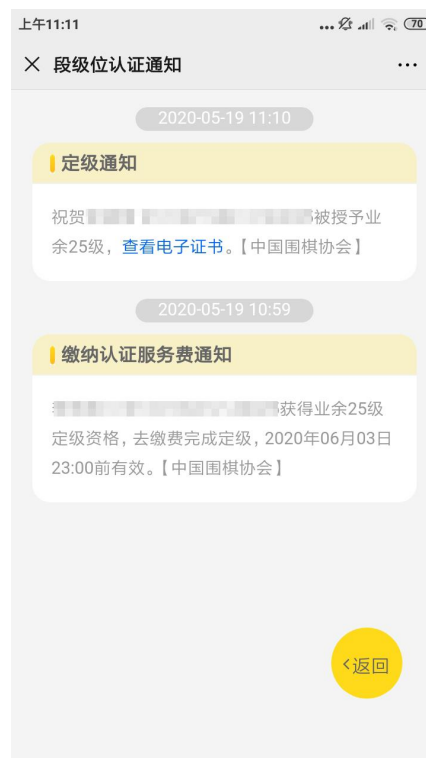 上午11:11
70
段级位认证通知
2020-05-19 11:10
定级通知
祝贺 被授予业
余25级，查看电子证书。【中国围棋协会】
2020-05-19 10:59
缴纳认证服务费通知
获得业余25级
定级资格，去缴费完成定级，2020年06月03日
23:00前有效。【中国围棋协会】
<返回